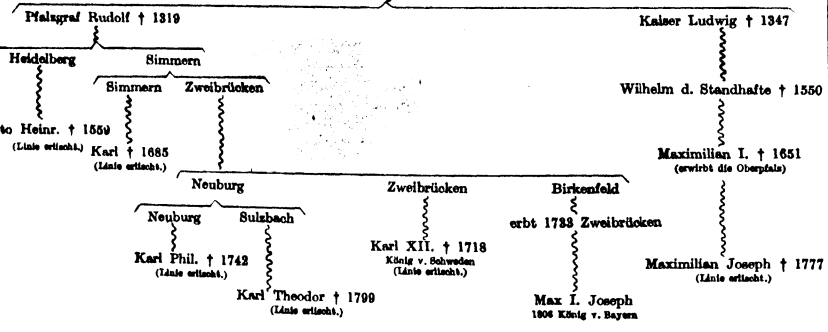 Pfalzgraf Rudolf † 1319
Kaiser Ludwig † 1347
Heidelberg
Simmern
Simmern
Zweibrücken
Wilhelm d. Standhafte † 1550
to Heinr. † 1559
(Linie erlischt.)
Karl † 1685
(Linie erlischt.)
Maximilian I. † 1651
(erwirbt die Oberpfalz)
Neuburg
Zweibrücken
Birkenfeld
Neuburg
Sulzbach
erbt 1733 Zweibrücken
Karl Phil. † 1742
(Linie erlischt.)
Karl XII. † 1718
König v. Schweden
(Linie erlischt.)
Maximilian Joseph † 1777
(Linie erlischt.)
Karl Theodor † 1799
(Linie erlischt.)
Max I. Joseph
1806 König v. Bayern